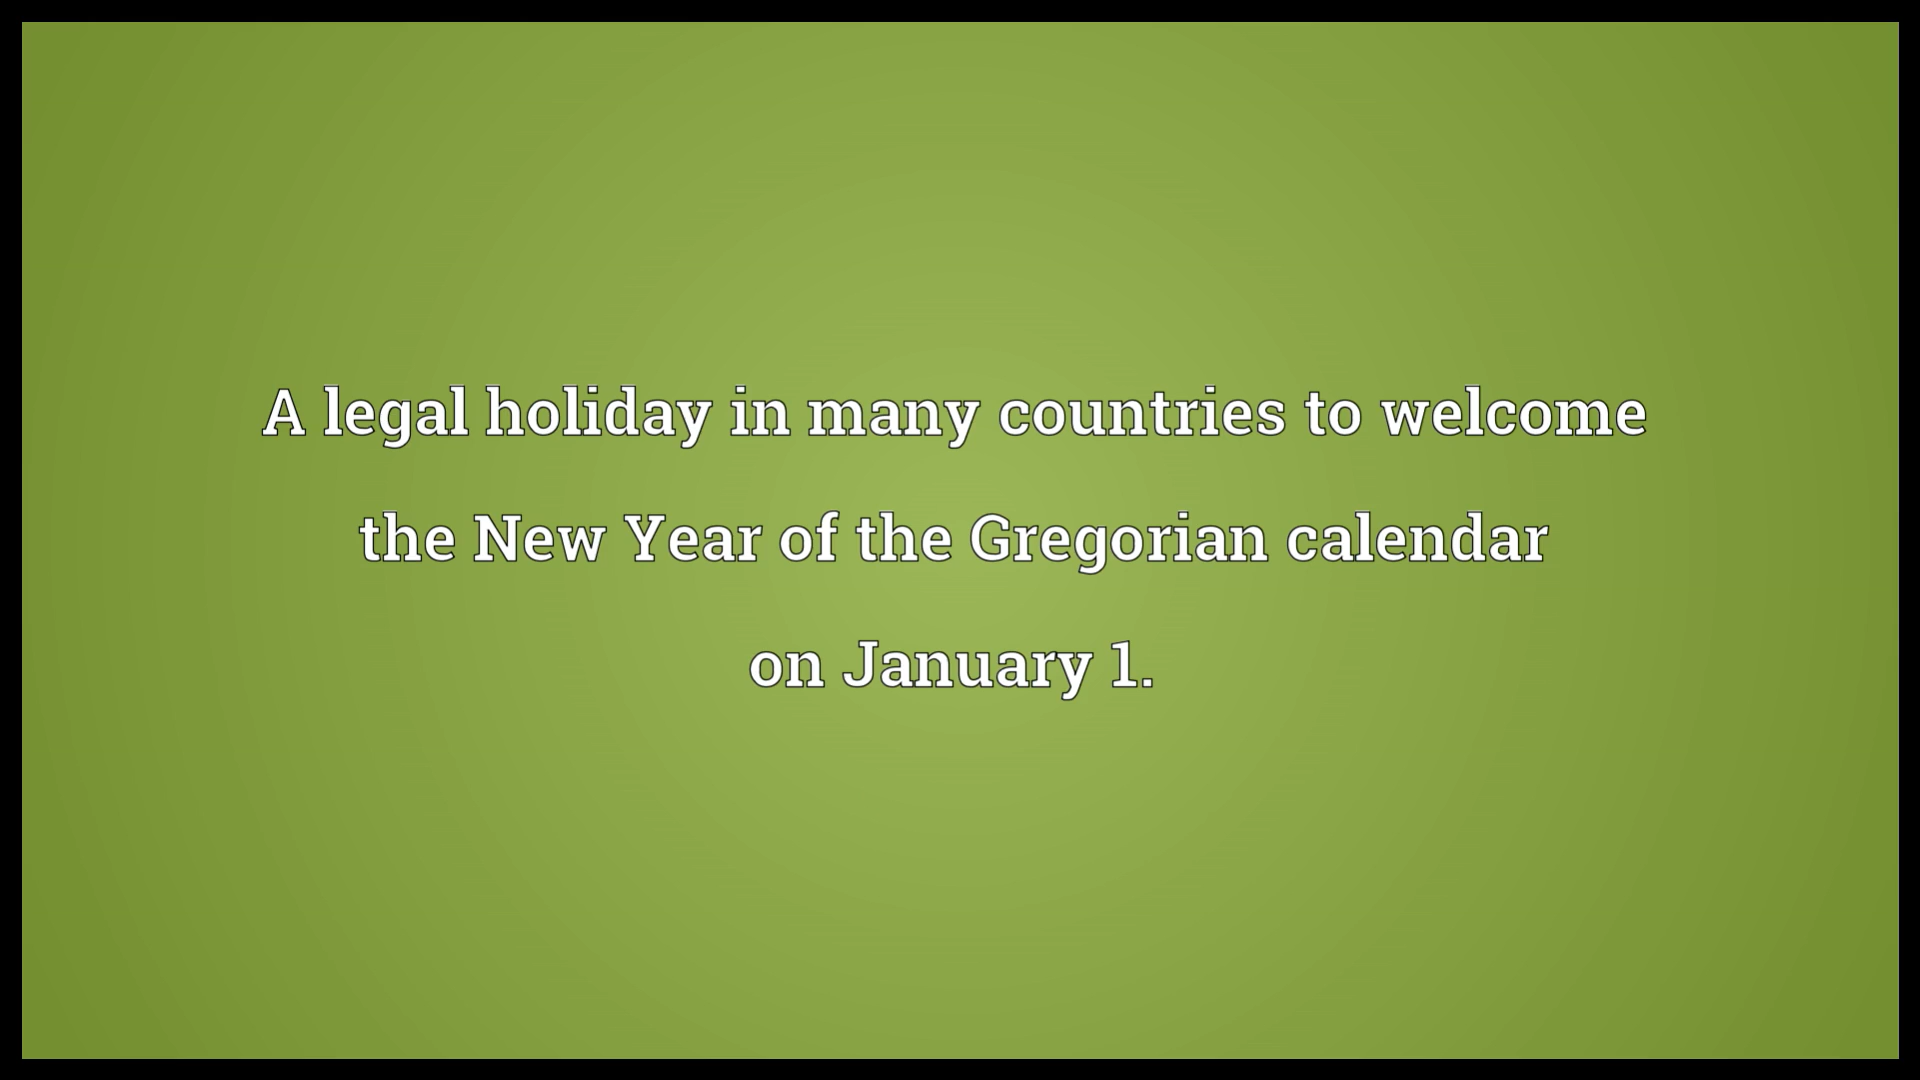 A legal holiday in many countries to welcome
the New Year of the Gregorian calendar
on January 1.